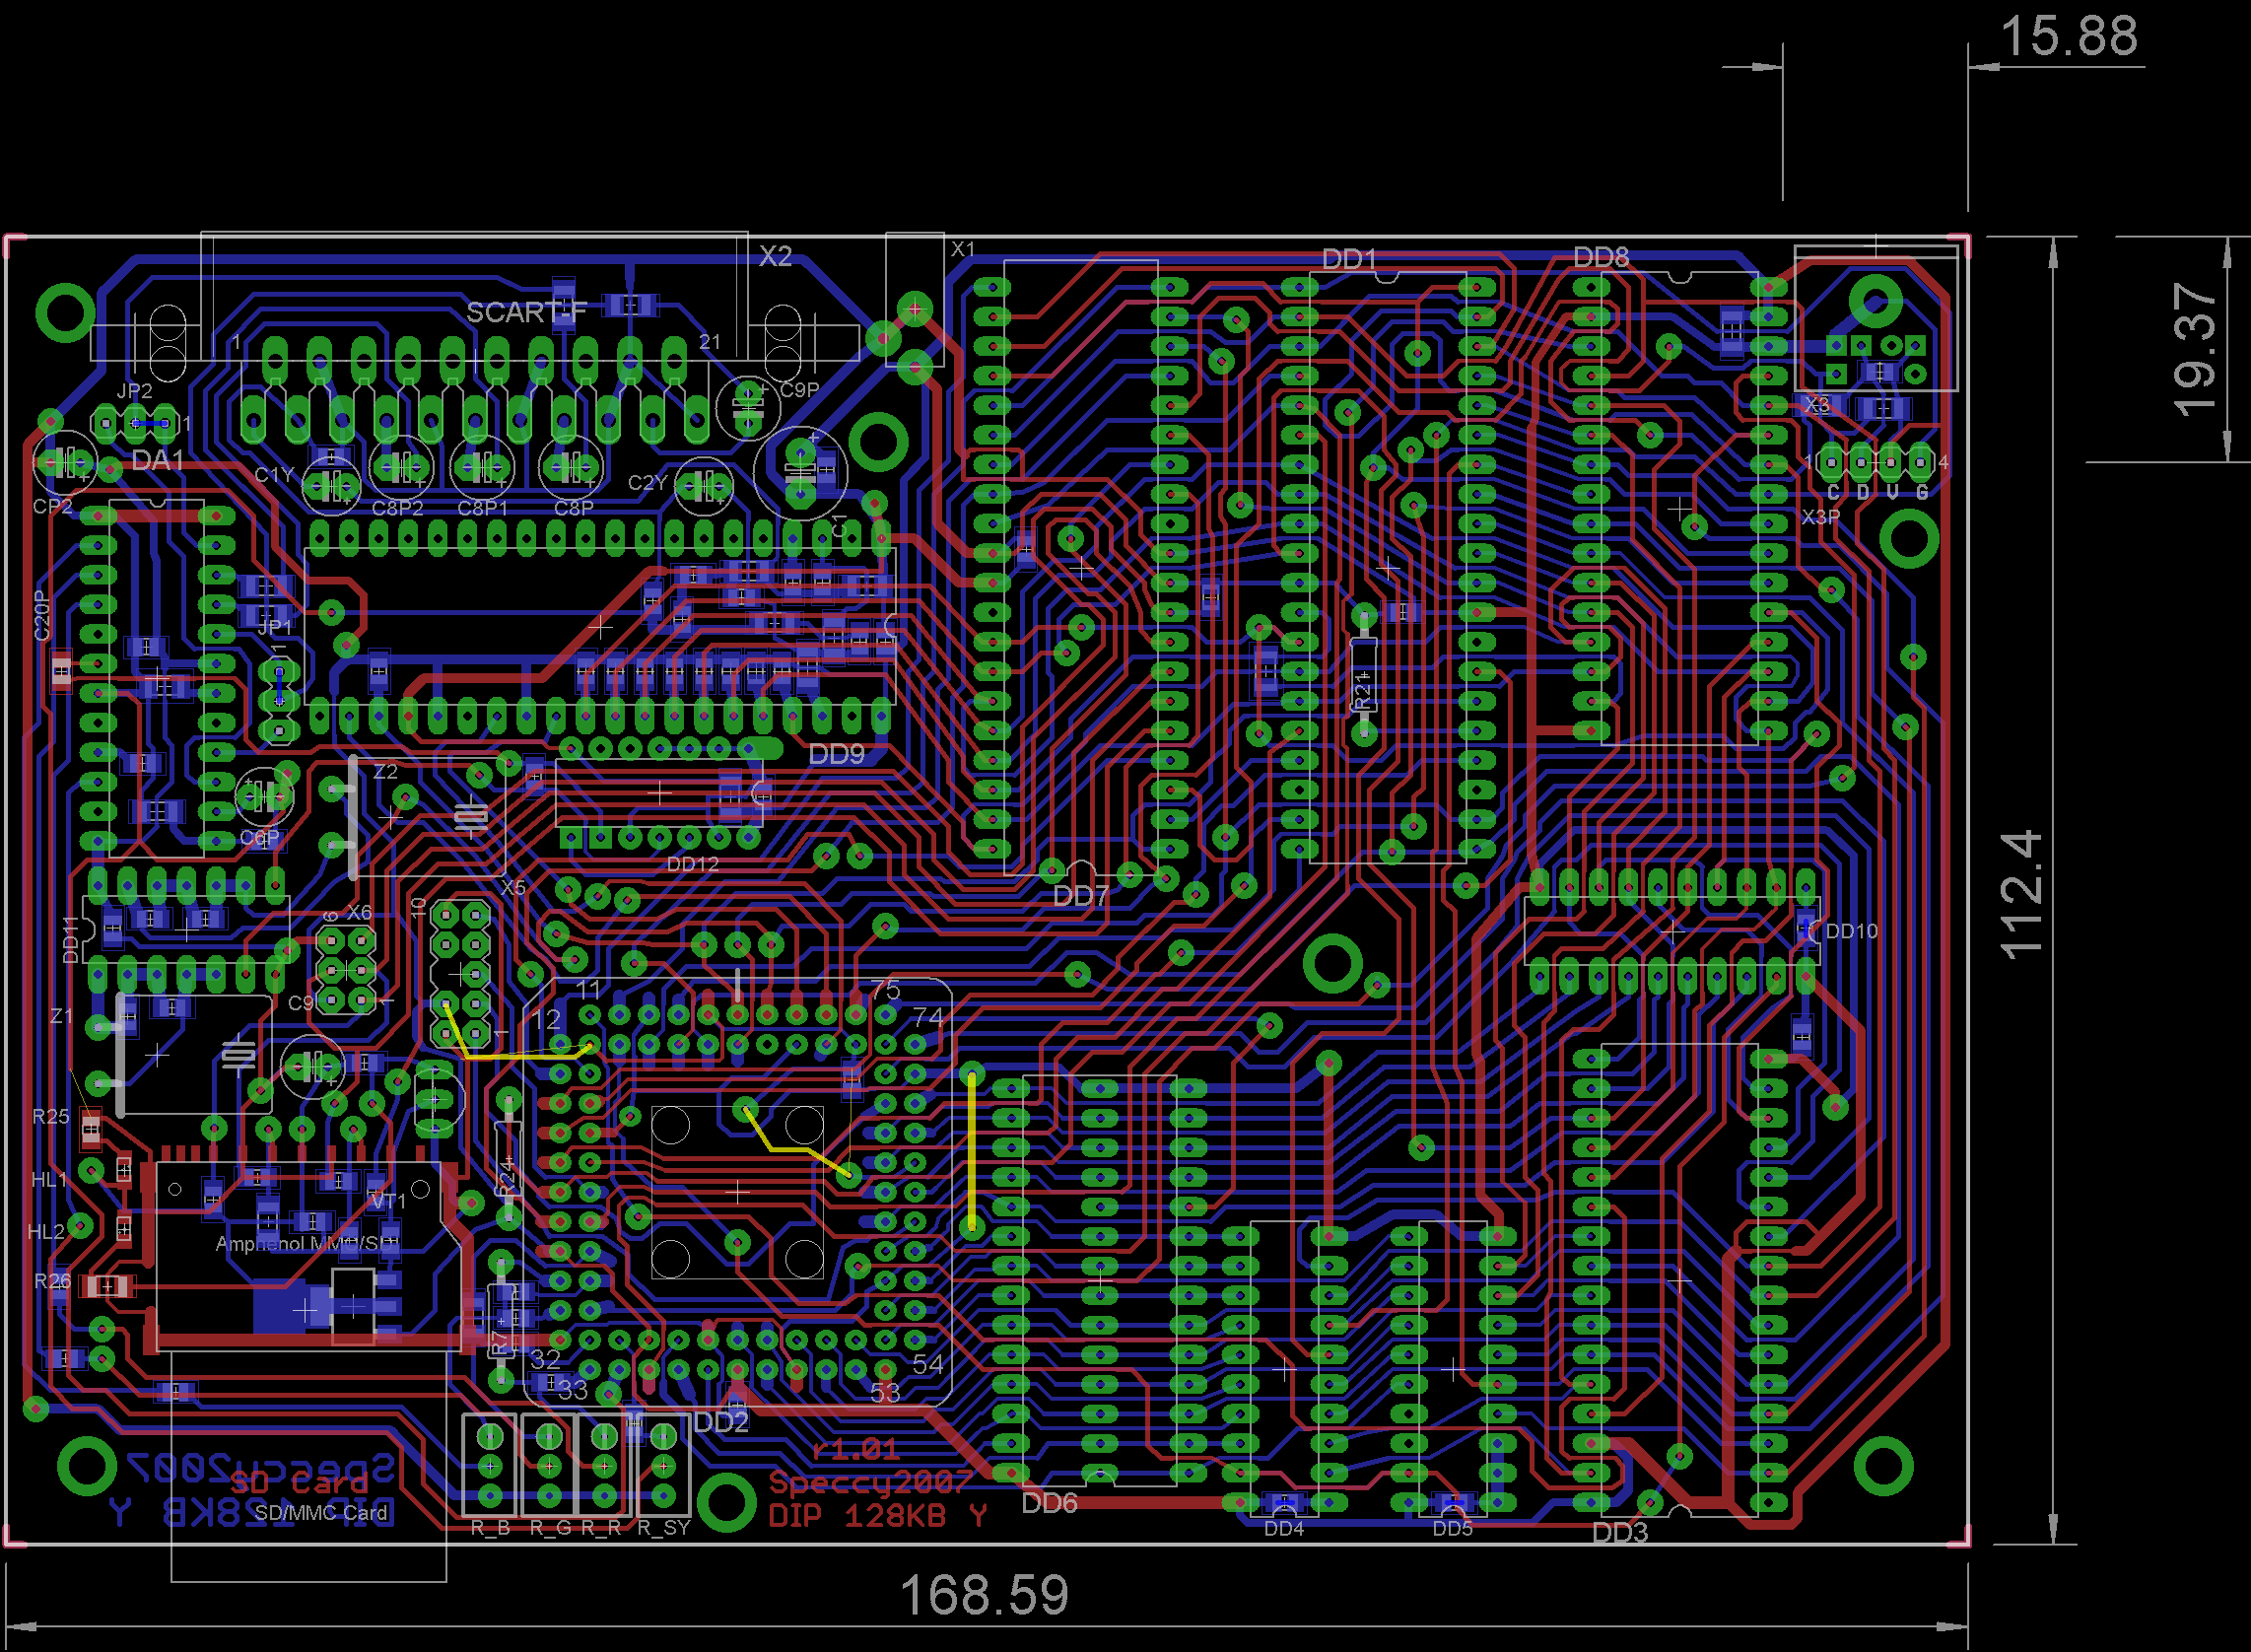 15.88
19.37
X2
X1
DD1
DD8
SCART-F
1
21
JP2
1
C9P
X3
DA1
C1Y
C2Y
1
4
CP2
C8P2
C8P1
C8P
C1
C D V G
X3P
C20P
JP1
1
R21
DD9
Z2
C6P
DD12
X5
DD7
112.4
10
6
X6
DD11
DD10
C9
1
11
75
Z1
12
74
1
R25
R24
HL1
VT1
HL2
Amphenol MMC/SD
R26
R7
32
54
33
53
DD2
r1.01
Speccy2007
SD Card
Speccy2007
DIP 128KB Y
SD/MMC Card
DIP 128KB Y
DD6
R_B
R_G
R_R
R_SY
DD4
DD5
DD3
168.59